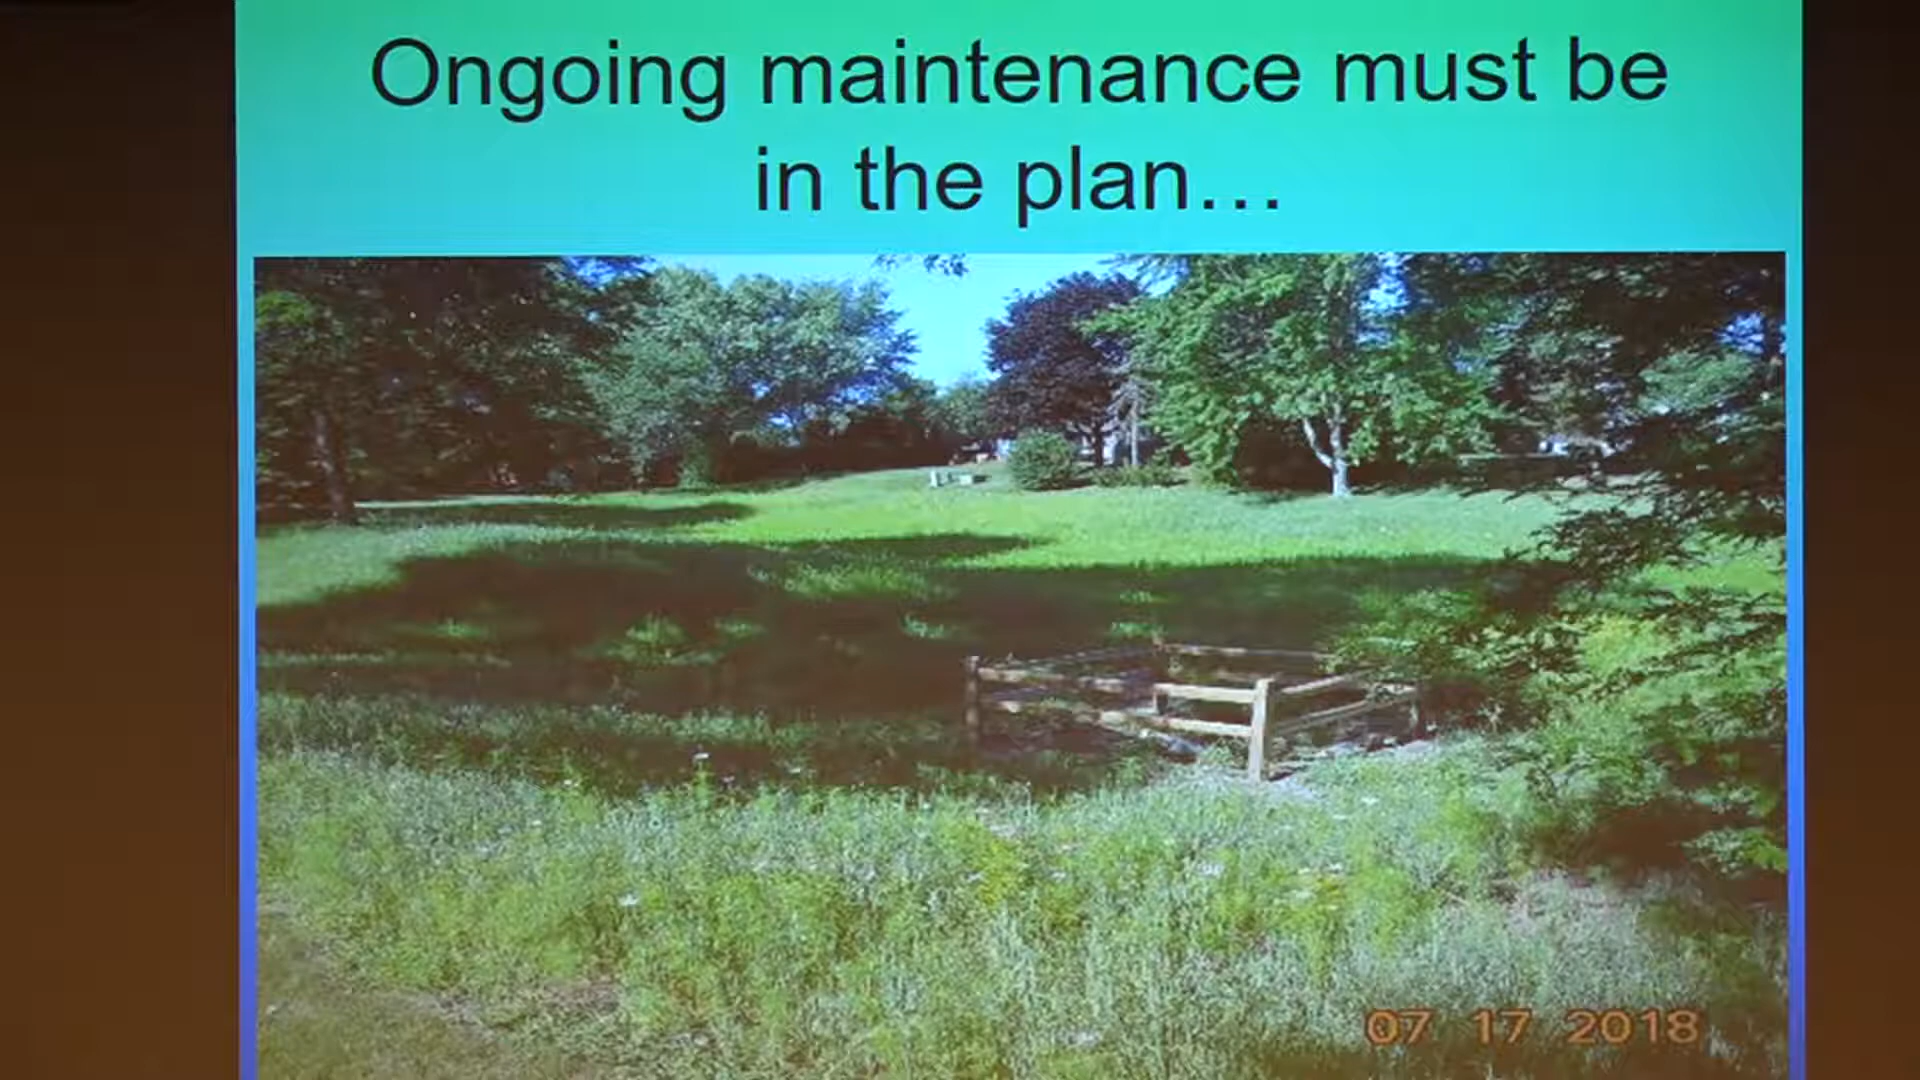 Ongoing maintenance must be
in the plan…
07 17 2018